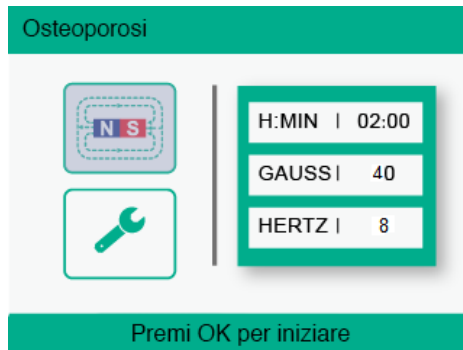 Osteoporosi
N S
H:MIN | 02:00
GAUSS | 40
HERTZ | 8
Premi OK per iniziare